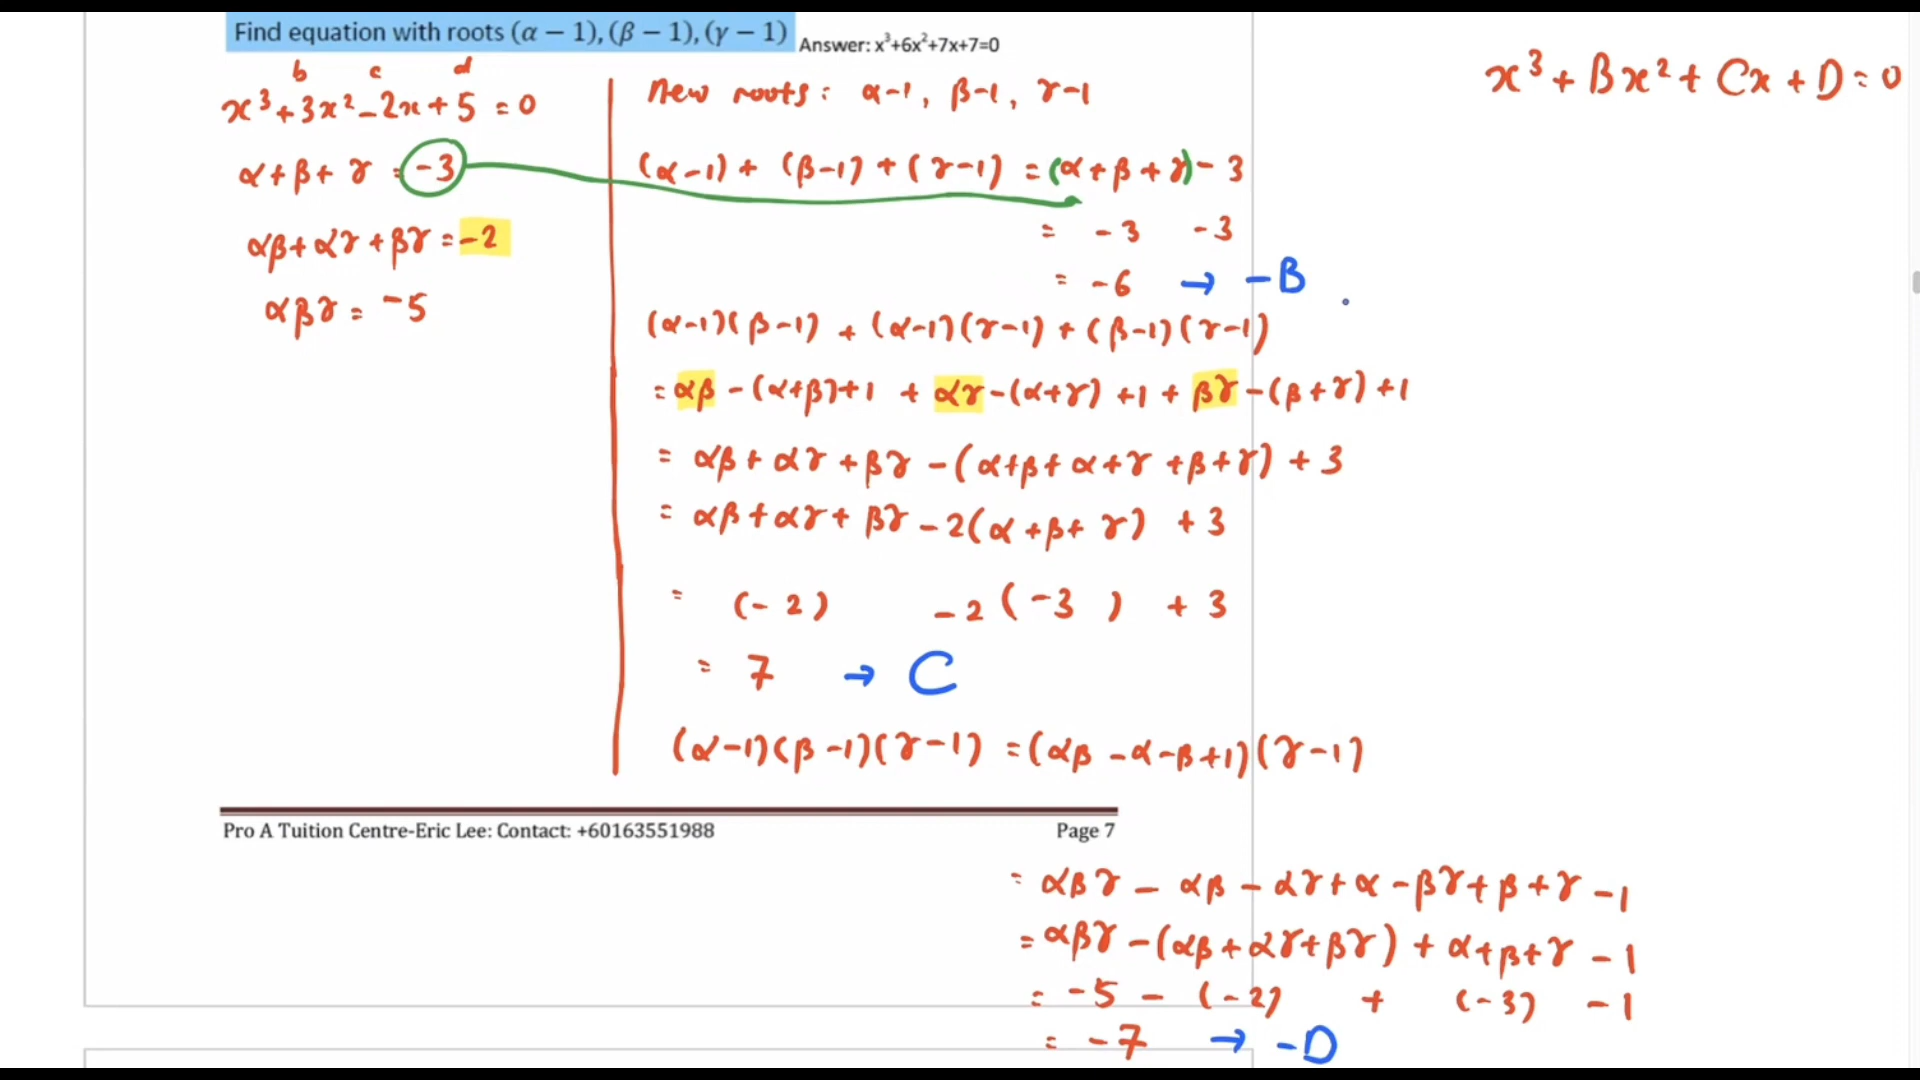 Find equation with roots (α − 1), (β − 1), (γ − 1) Answer: x³+6x²+7x+7=0
b c d
x³ + 3x² - 2x + 5 = 0
α + β + γ = -3
αβ + αγ + βγ = -2
αβγ = -5
New roots: α-1, β-1, γ-1
(α-1) + (β-1) + (γ-1) = (α+β+γ) - 3
= -3 -3
= -6 → -B
(α-1)(β-1) + (α-1)(γ-1) + (β-1)(γ-1)
= αβ - (α+β)+1 + αγ - (α+γ) +1 + βγ - (β+γ) +1
= αβ + αγ + βγ - (α+β+α+γ+β+γ) + 3
= αβ + αγ + βγ - 2(α+β+γ) + 3
= (-2) -2(-3) + 3
= 7 → C
(α-1)(β-1)(γ-1) = (αβ - α - β + 1)(γ-1)
x³ + Bx² + Cx + D = 0
Pro A Tuition Centre-Eric Lee: Contact: +60163551988 Page 7
= αβγ - αβ - αγ + α - βγ + β + γ - 1
= αβγ - (αβ + αγ + βγ) + α + β + γ - 1
= -5 - (-2) + (-3) - 1
= -7 → -D